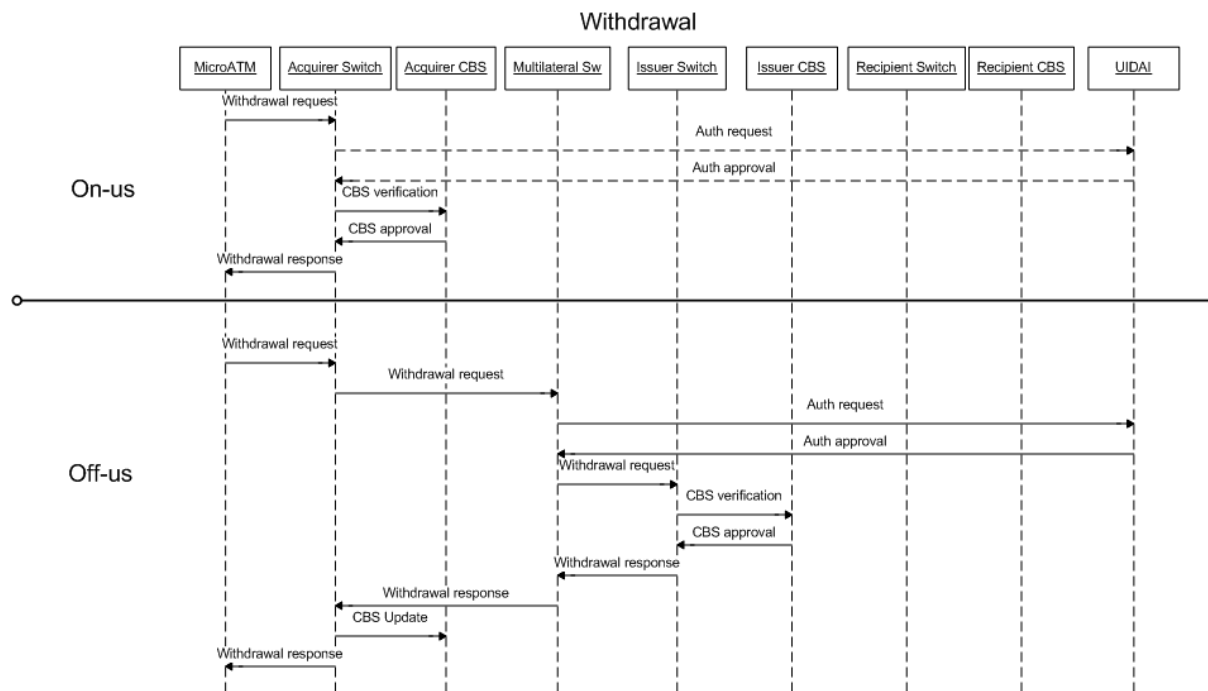 Withdrawal
MicroATM
Acquirer Switch
Acquirer CBS
Multilateral Sw
Issuer Switch
Issuer CBS
Recipient Switch
Recipient CBS
UIDAI
Withdrawal request
Auth request
Auth approval
On-us
CBS verification
CBS approval
Withdrawal response
Withdrawal request
Withdrawal request
Auth request
Auth approval
Off-us
Withdrawal request
CBS verification
CBS approval
Withdrawal response
Withdrawal response
CBS Update
Withdrawal response